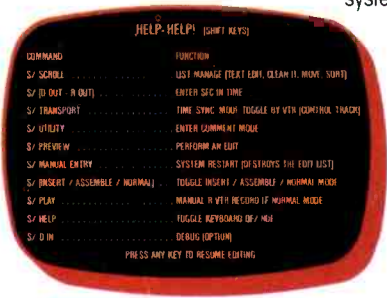 syste
HELP-HELP! [SHIFT KEYS]
COMMAND FUNCTION
S/ SCROLL . . . . . . . . . . LIST MANAGE [TEXT EDIT, CLEAN IT, MOVE, SORT]
S/ [D OUT - R OUT] . . . . . . . . . . ENTER SEC IN TIME
S/ TRANSPORT . . . . . . . . . . TIME SYNC MODE TOGGLE BY VTR [CONTROL TRACK]
S/ UTILITY . . . . . . . . . . ENTER COMMENT MODE
S/ PREVIEW . . . . . . . . . . PERFORM AN EDIT
S/ MANUAL ENTRY . . . . . . . . . . SYSTEM RESTART [DESTROYS THE EDIT LIST]
S/ [INSERT / ASSEMBLE / NORMAL] . . TOGGLE INSERT / ASSEMBLE / NORMAL MODE
S/ PLAY . . . . . . . . . . MANUAL R VTR RECORD IF NORMAL MODE
S/ HELP . . . . . . . . . . TOGGLE KEYBOARD
S/ D IN . . . . . . . . . . DEBUG [OPTION]
PRESS ANY KEY TO RESUME EDITING